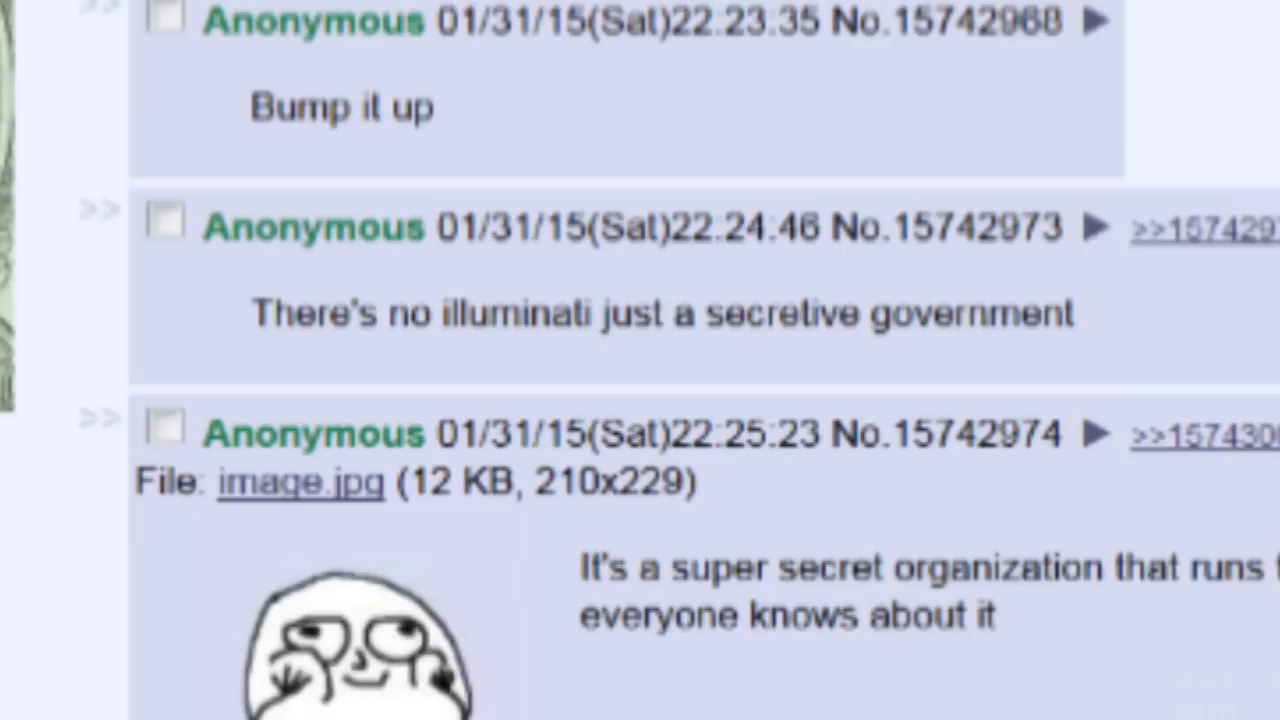 >> Anonymous 01/31/15(Sat)22:23:35 No.15742968 ▶
Bump it up
>> Anonymous 01/31/15(Sat)22:24:46 No.15742973 ▶ >>1574297
There's no illuminati just a secretive government
>> Anonymous 01/31/15(Sat)22:25:23 No.15742974 ▶ >>1574300
File: image.jpg (12 KB, 210x229)
It's a super secret organization that runs
everyone knows about it